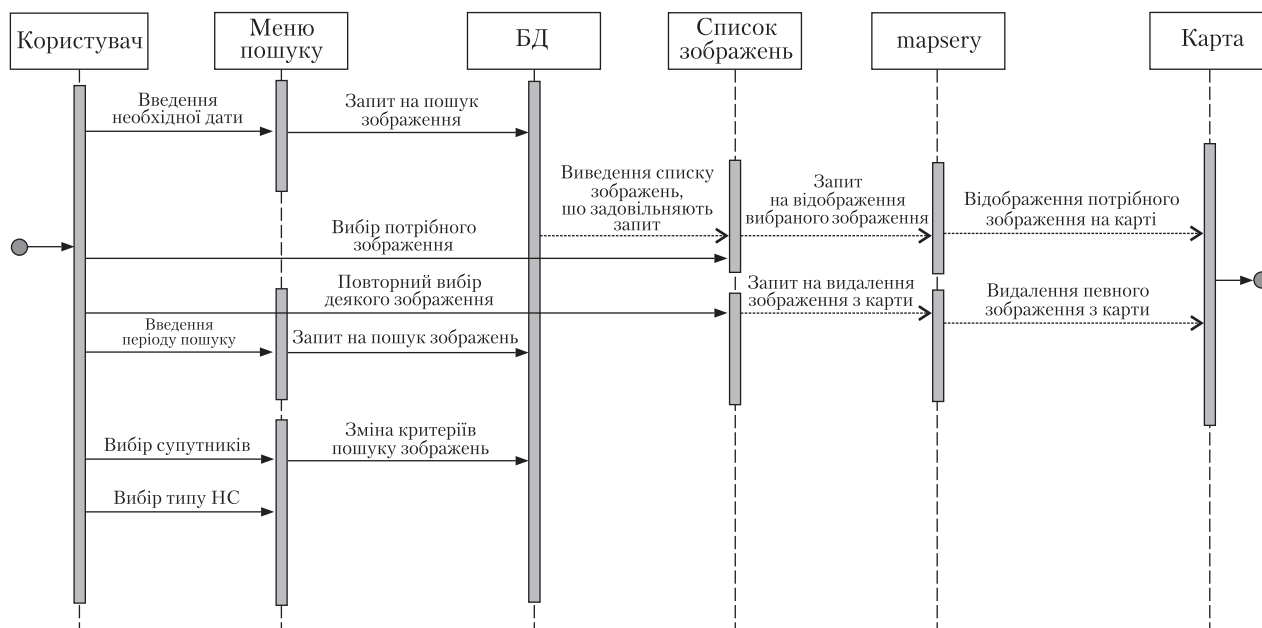 Користувач
Меню
пошуку
БД
Список
зображень
mapsery
Карта
Введення
необхідної дати
Запит на пошук
зображення
Виведення списку
зображень,
шо задовільняють
запит
Запит
на відображення
вибраного зображення
Відображення потрібного
зображення на карті
Вибір потрібного
зображення
Повторний вибір
деякого зображення
Запит на видалення
зображення з карти
Видалення певного
зображення з карти
Введення
періоду пошуку
Запит на пошук зображень
Вибір супутників
Зміна критеріїв
пошуку зображень
Вибір типу НС